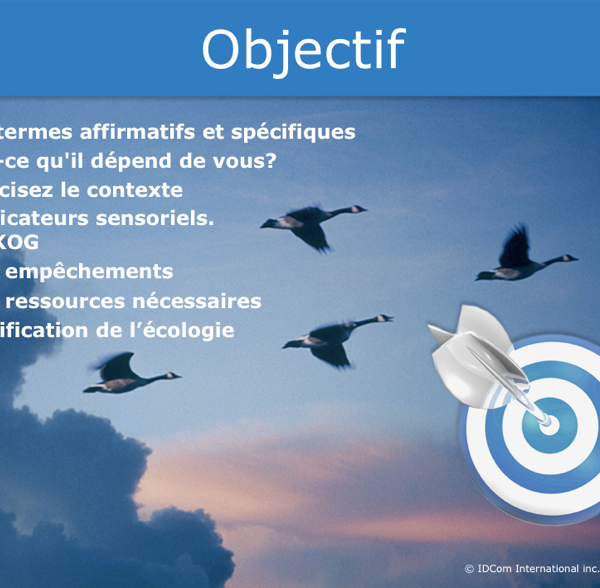 Objectif
termes affirmatifs et spécifiques
-ce qu'il dépend de vous?
cisez le contexte
icateurs sensoriels.
KOG
empêchements
ressources nécessaires
ification de l’écologie
© IDCom International inc.